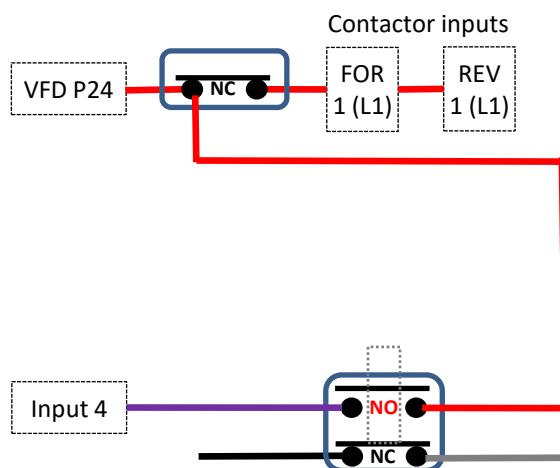 Contactor inputs
VFD P24
NC
FOR
1 (L1)
REV
1 (L1)
Input 4
NO
NC